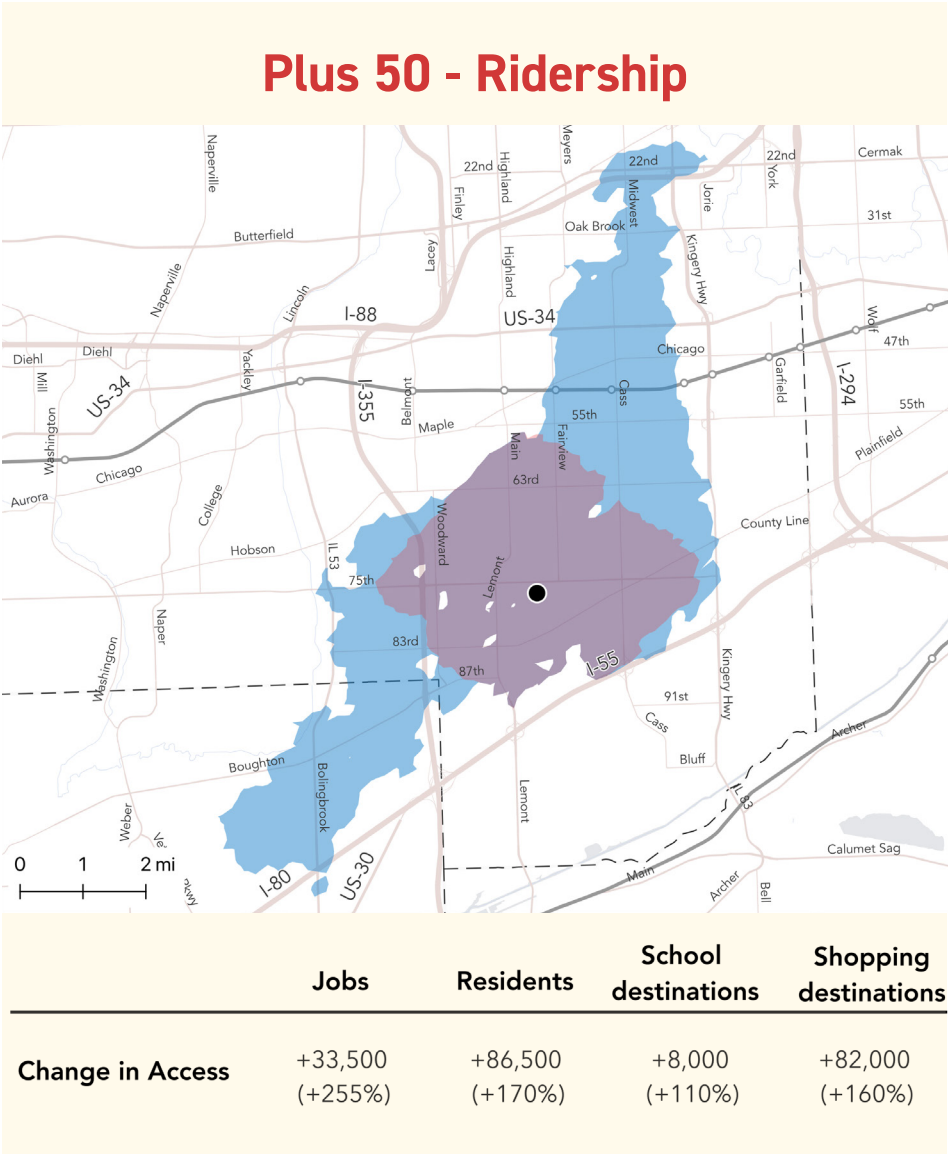 Plus 50 - Ridership
Naperville
22nd
Highland
Meyers
22nd
22nd
York
Cermak
Finley
Midwest
Jorie
Oak Brook
31st
Butterfield
Lacey
Highland
Kingery Hwy
Naperville
Lincoln
I-88
US-34
Wolf
47th
Diehl
Diehl
Yackley
Chicago
Garfield
I-294
Mill
US-34
I-355
Belmont
Cass
55th
55th
Washington
Maple
Main
Fairview
Plainfield
Aurora
Chicago
63rd
College
Woodward
County Line
Hobson
IL 53
75th
Lemont
Naper
83rd
Washington
87th
I-55
Kingery Hwy
91st
Cass
Archer
Boughton
Bolingbrook
Bluff
Lemont
IL 83
Weber
Ve
0 1 2 mi
I-80
US-30
Calumet Sag
pkwy
Main
Archer
Bell
Jobs
Residents
School
destinations
Shopping
destinations
Change in Access
+33,500
(+255%)
+86,500
(+170%)
+8,000
(+110%)
+82,000
(+160%)